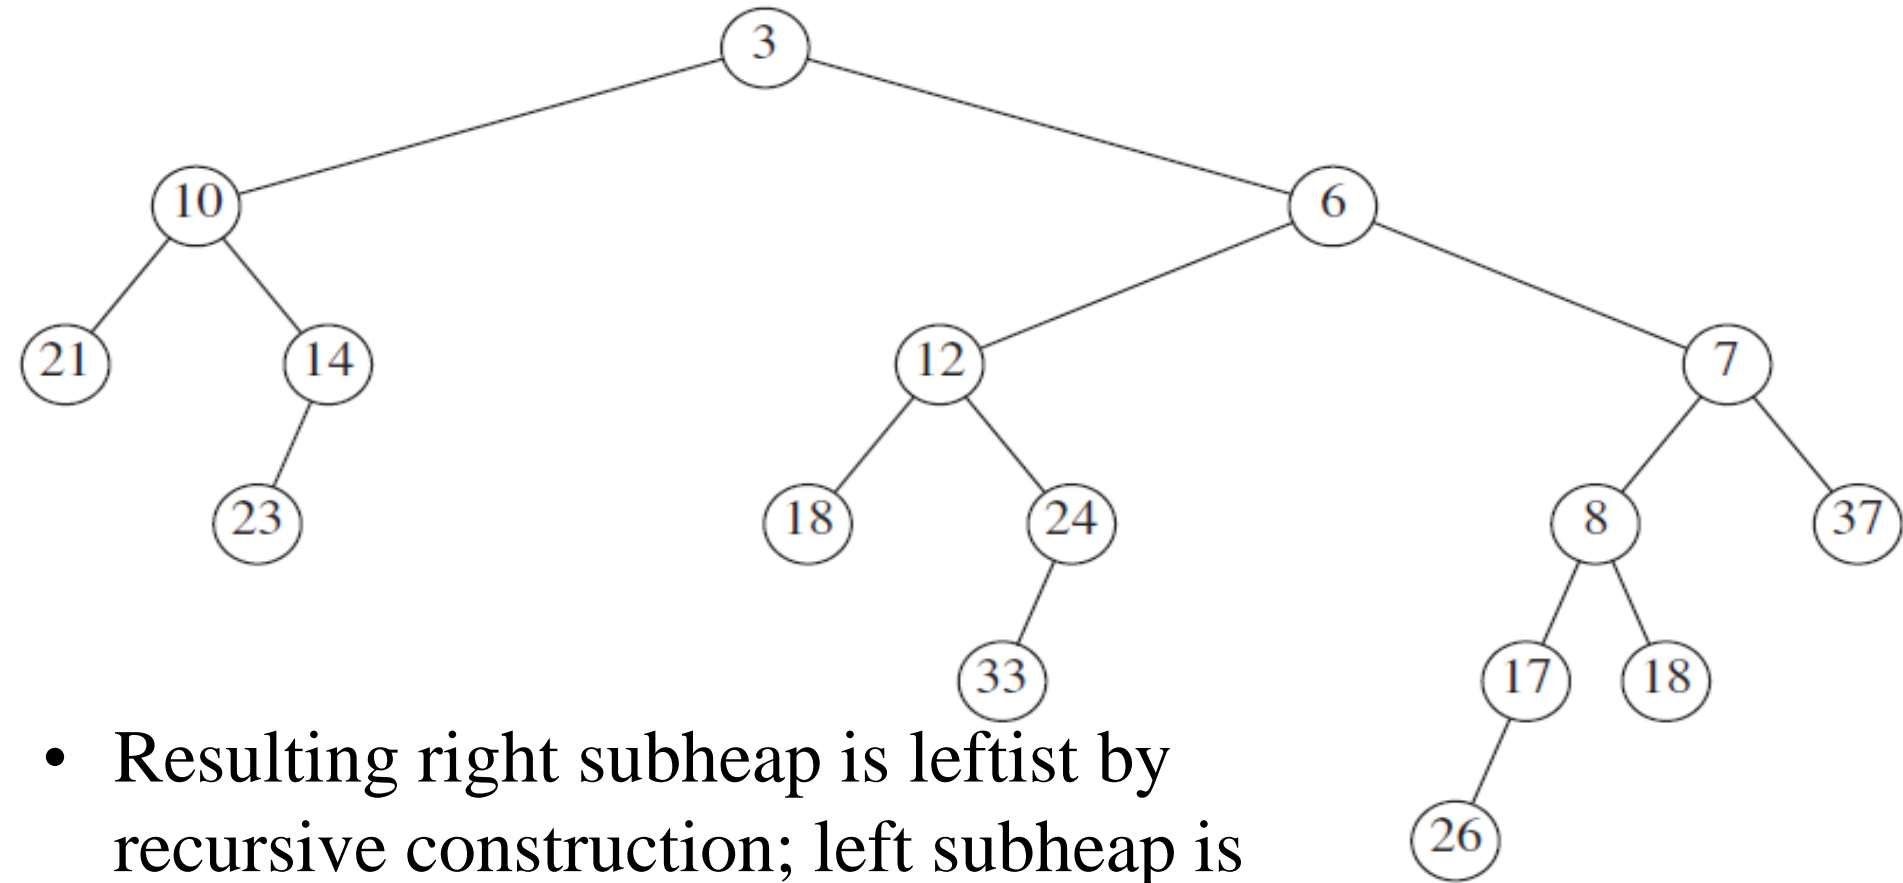 3
10 6
21 14 12 7
23 18 24 8 37
33 17 18
• Resulting right subheap is leftist by
recursive construction; left subheap is
26